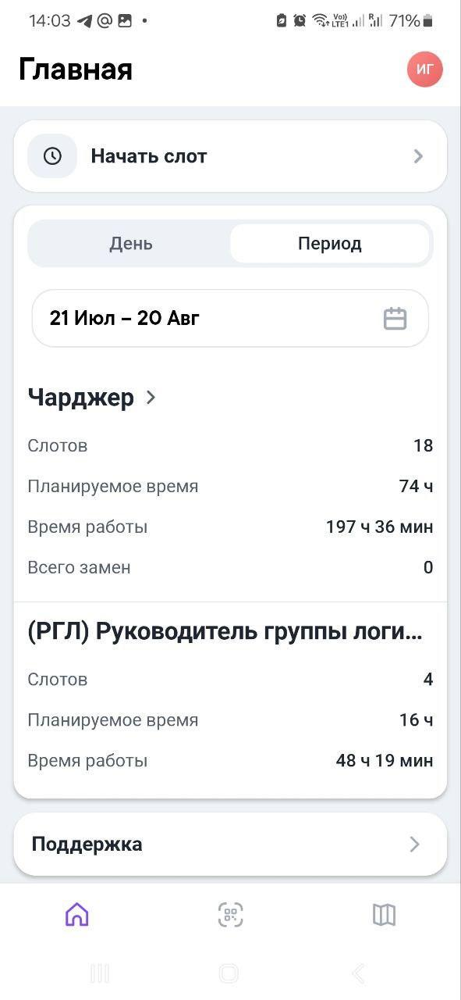 14:03 71%
Vo))
LTE1
R
Главная
ИГ
Начать слот
День Период
21 Июл – 20 Авг
Чарджер
Слотов 18
Планируемое время 74 ч
Время работы 197 ч 36 мин
Всего замен 0
(РГЛ) Руководитель группы логи...
Слотов 4
Планируемое время 16 ч
Время работы 48 ч 19 мин
Поддержка